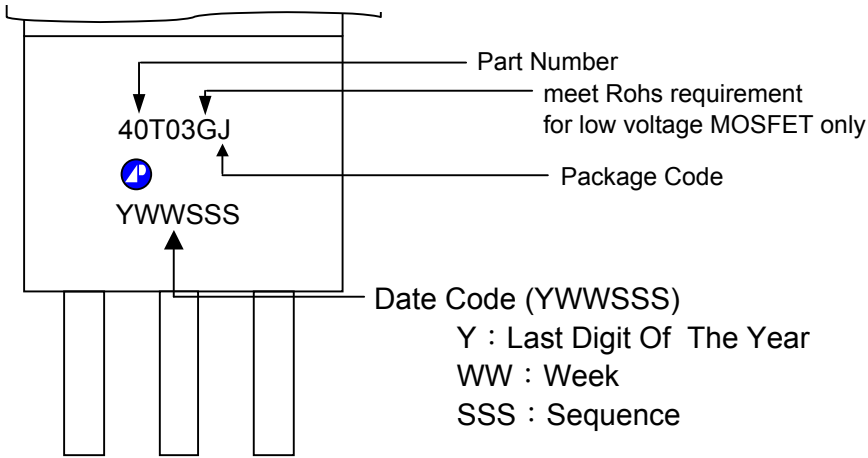 Part Number
meet Rohs requirement
for low voltage MOSFET only
40T03GJ
Package Code
YWWSSS
Date Code (YWWSSS)
Y：Last Digit Of The Year
WW：Week
SSS：Sequence